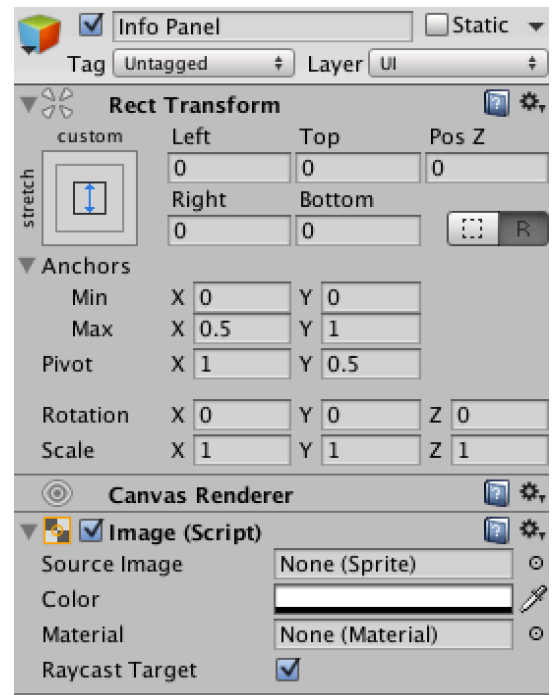 Info Panel Static
Tag Untagged Layer UI
Rect Transform
custom Left Top Pos Z
stretch 0 0 0
Right Bottom
0 0 R
Anchors
Min X 0 Y 0
Max X 0.5 Y 1
Pivot X 1 Y 0.5
Rotation X 0 Y 0 Z 0
Scale X 1 Y 1 Z 1
Canvas Renderer
Image (Script)
Source Image None (Sprite)
Color
Material None (Material)
Raycast Target